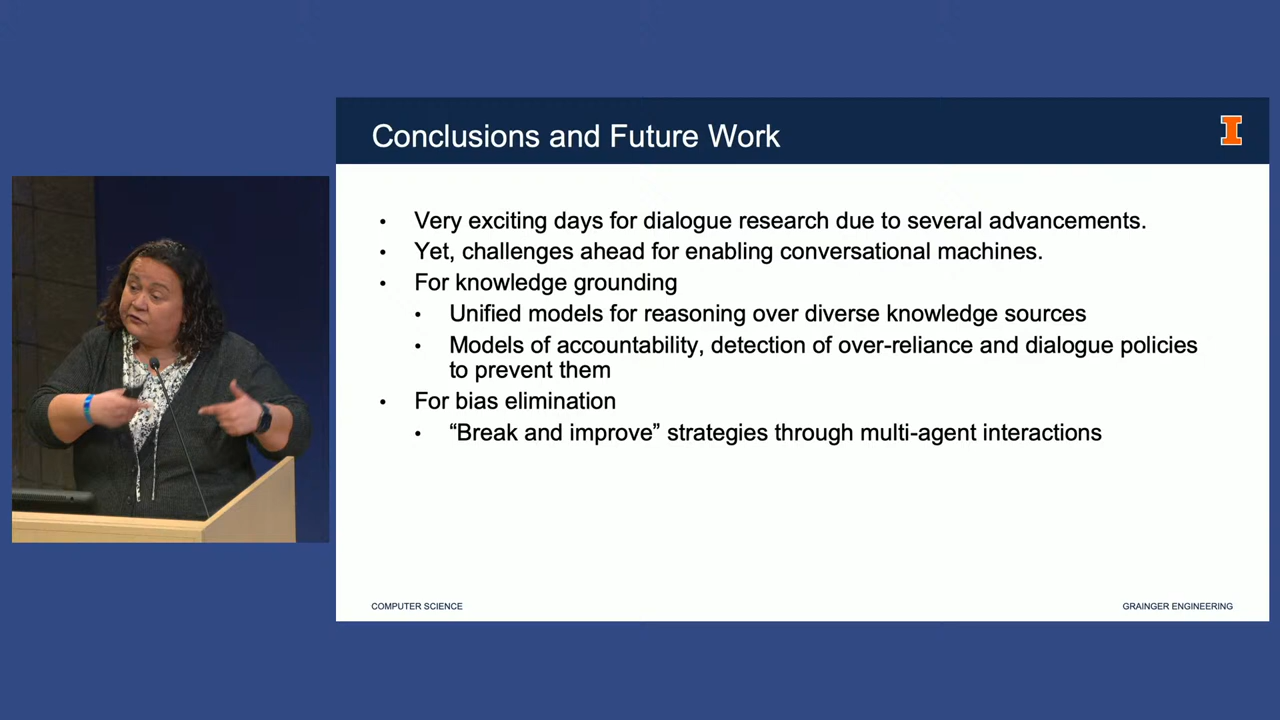 Conclusions and Future Work
I
• Very exciting days for dialogue research due to several advancements.
• Yet, challenges ahead for enabling conversational machines.
• For knowledge grounding
• Unified models for reasoning over diverse knowledge sources
• Models of accountability, detection of over-reliance and dialogue policies
to prevent them
• For bias elimination
• “Break and improve” strategies through multi-agent interactions
COMPUTER SCIENCE
GRAINGER ENGINEERING